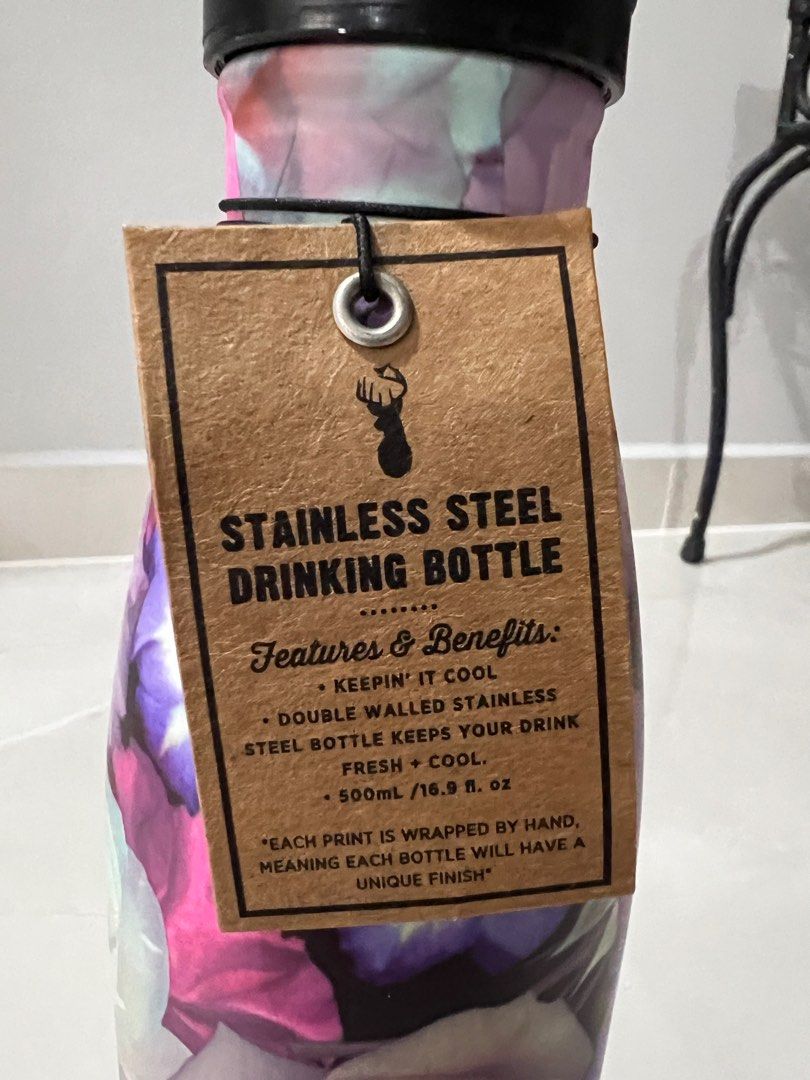 STAINLESS STEEL
DRINKING BOTTLE
Features & Benefits:
• KEEPIN' IT COOL
• DOUBLE WALLED STAINLESS
STEEL BOTTLE KEEPS YOUR DRINK
FRESH + COOL.
• 500mL /16.9 fl. oz
"EACH PRINT IS WRAPPED BY HAND,
MEANING EACH BOTTLE WILL HAVE A
UNIQUE FINISH"